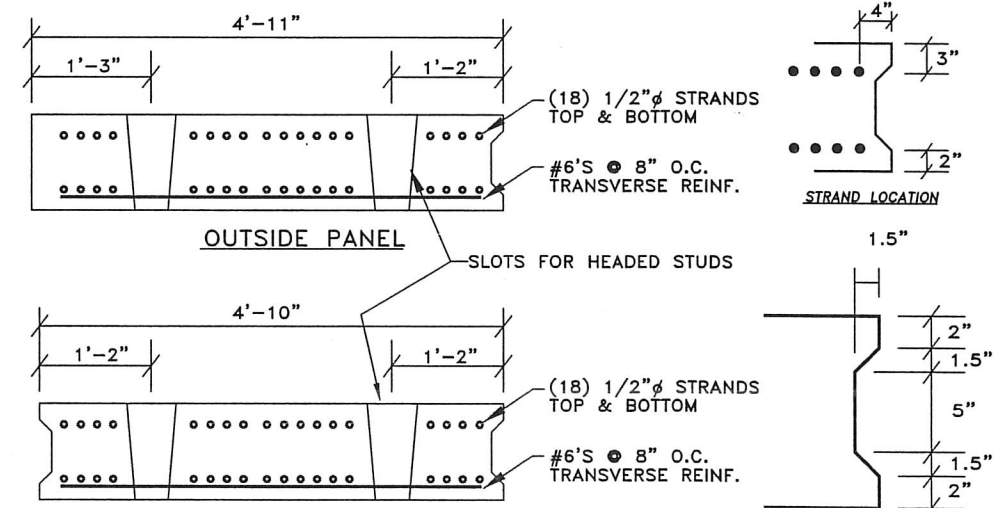 4'-11"
1'-3"
1'-2"
(18) 1/2"ø STRANDS
TOP & BOTTOM
#6'S @ 8" O.C.
TRANSVERSE REINF.
OUTSIDE PANEL
SLOTS FOR HEADED STUDS
4'-10"
1'-2"
1'-2"
(18) 1/2"ø STRANDS
TOP & BOTTOM
#6'S @ 8" O.C.
TRANSVERSE REINF.
4"
3"
2"
STRAND LOCATION
1.5"
2"
1.5"
5"
1.5"
2"